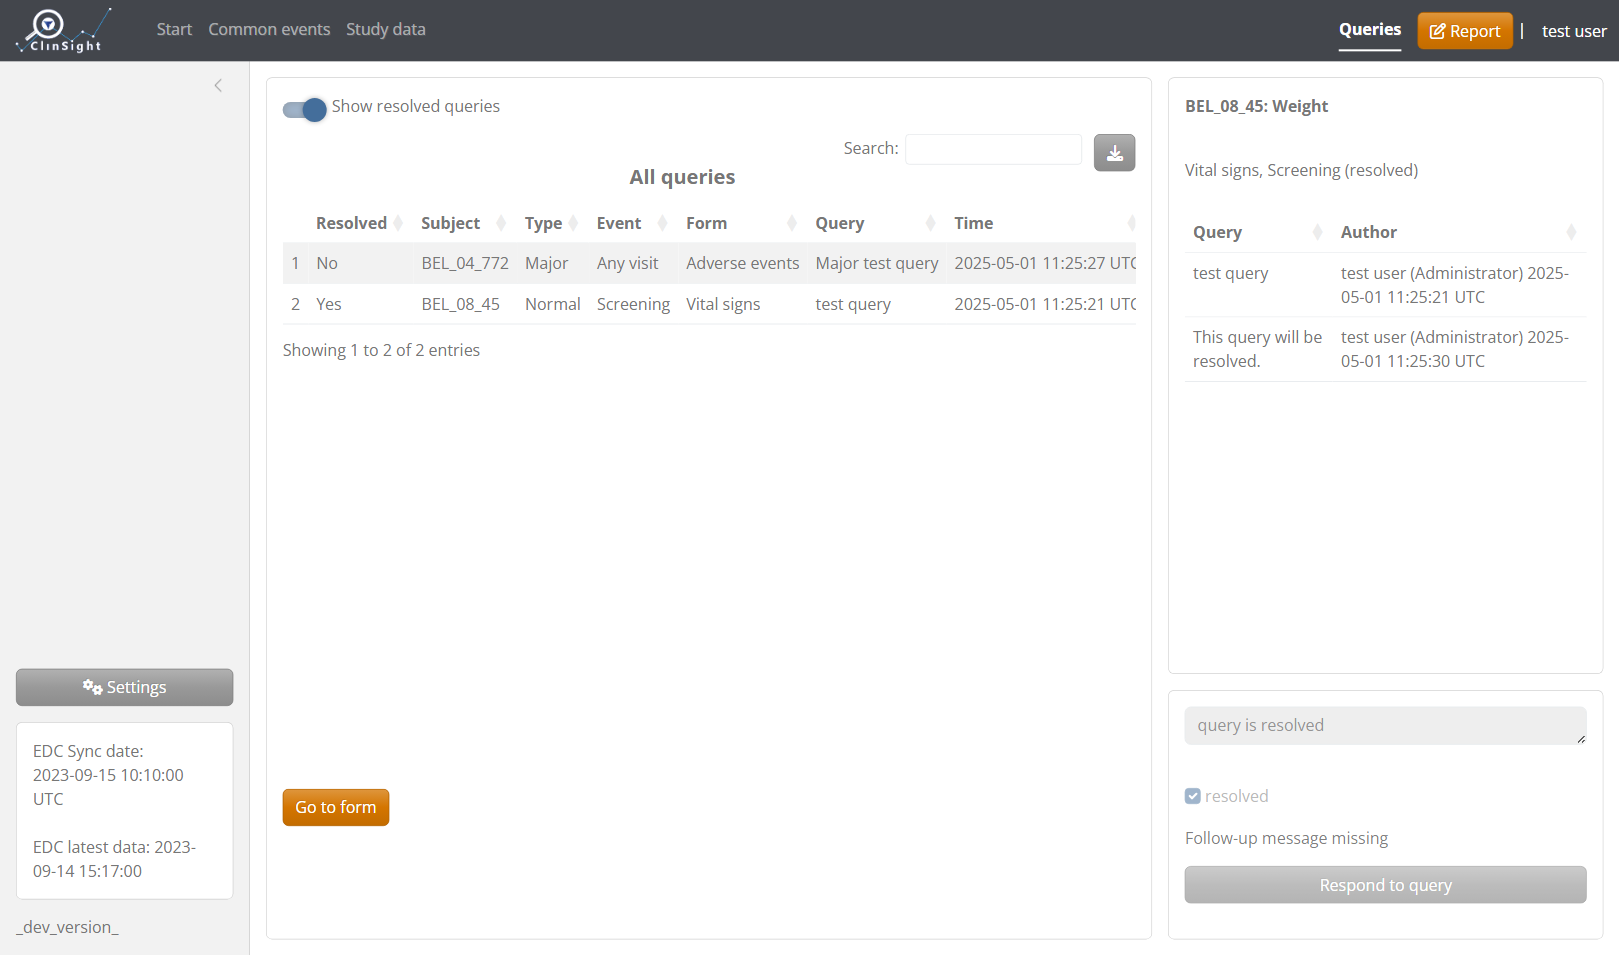 ClinSight
Start Common events Study data
Queries Report | test user
Show resolved queries
Search:
All queries
Resolved Subject Type Event Form Query Time
1 No BEL_04_772 Major Any visit Adverse events Major test query 2025-05-01 11:25:27 UTC
2 Yes BEL_08_45 Normal Screening Vital signs test query 2025-05-01 11:25:21 UTC
Showing 1 to 2 of 2 entries
Go to form
BEL_08_45: Weight
Vital signs, Screening (resolved)
Query Author
test query test user (Administrator) 2025-
05-01 11:25:21 UTC
This query will be test user (Administrator) 2025-
resolved. 05-01 11:25:30 UTC
query is resolved
resolved
Follow-up message missing
Respond to query
Settings
EDC Sync date:
2023-09-15 10:10:00
UTC
EDC latest data: 2023-
09-14 15:17:00
_dev_version_